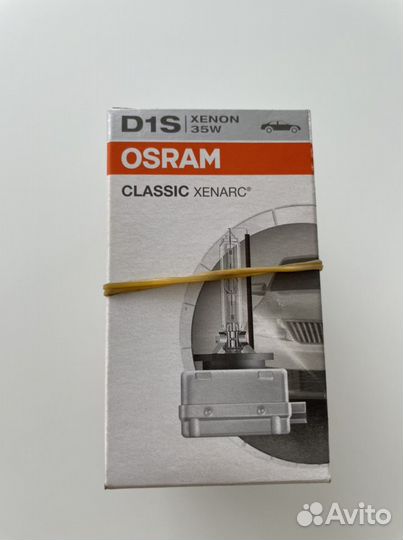 D1S XENON
35W
OSRAM
CLASSIC XENARC®
Avito